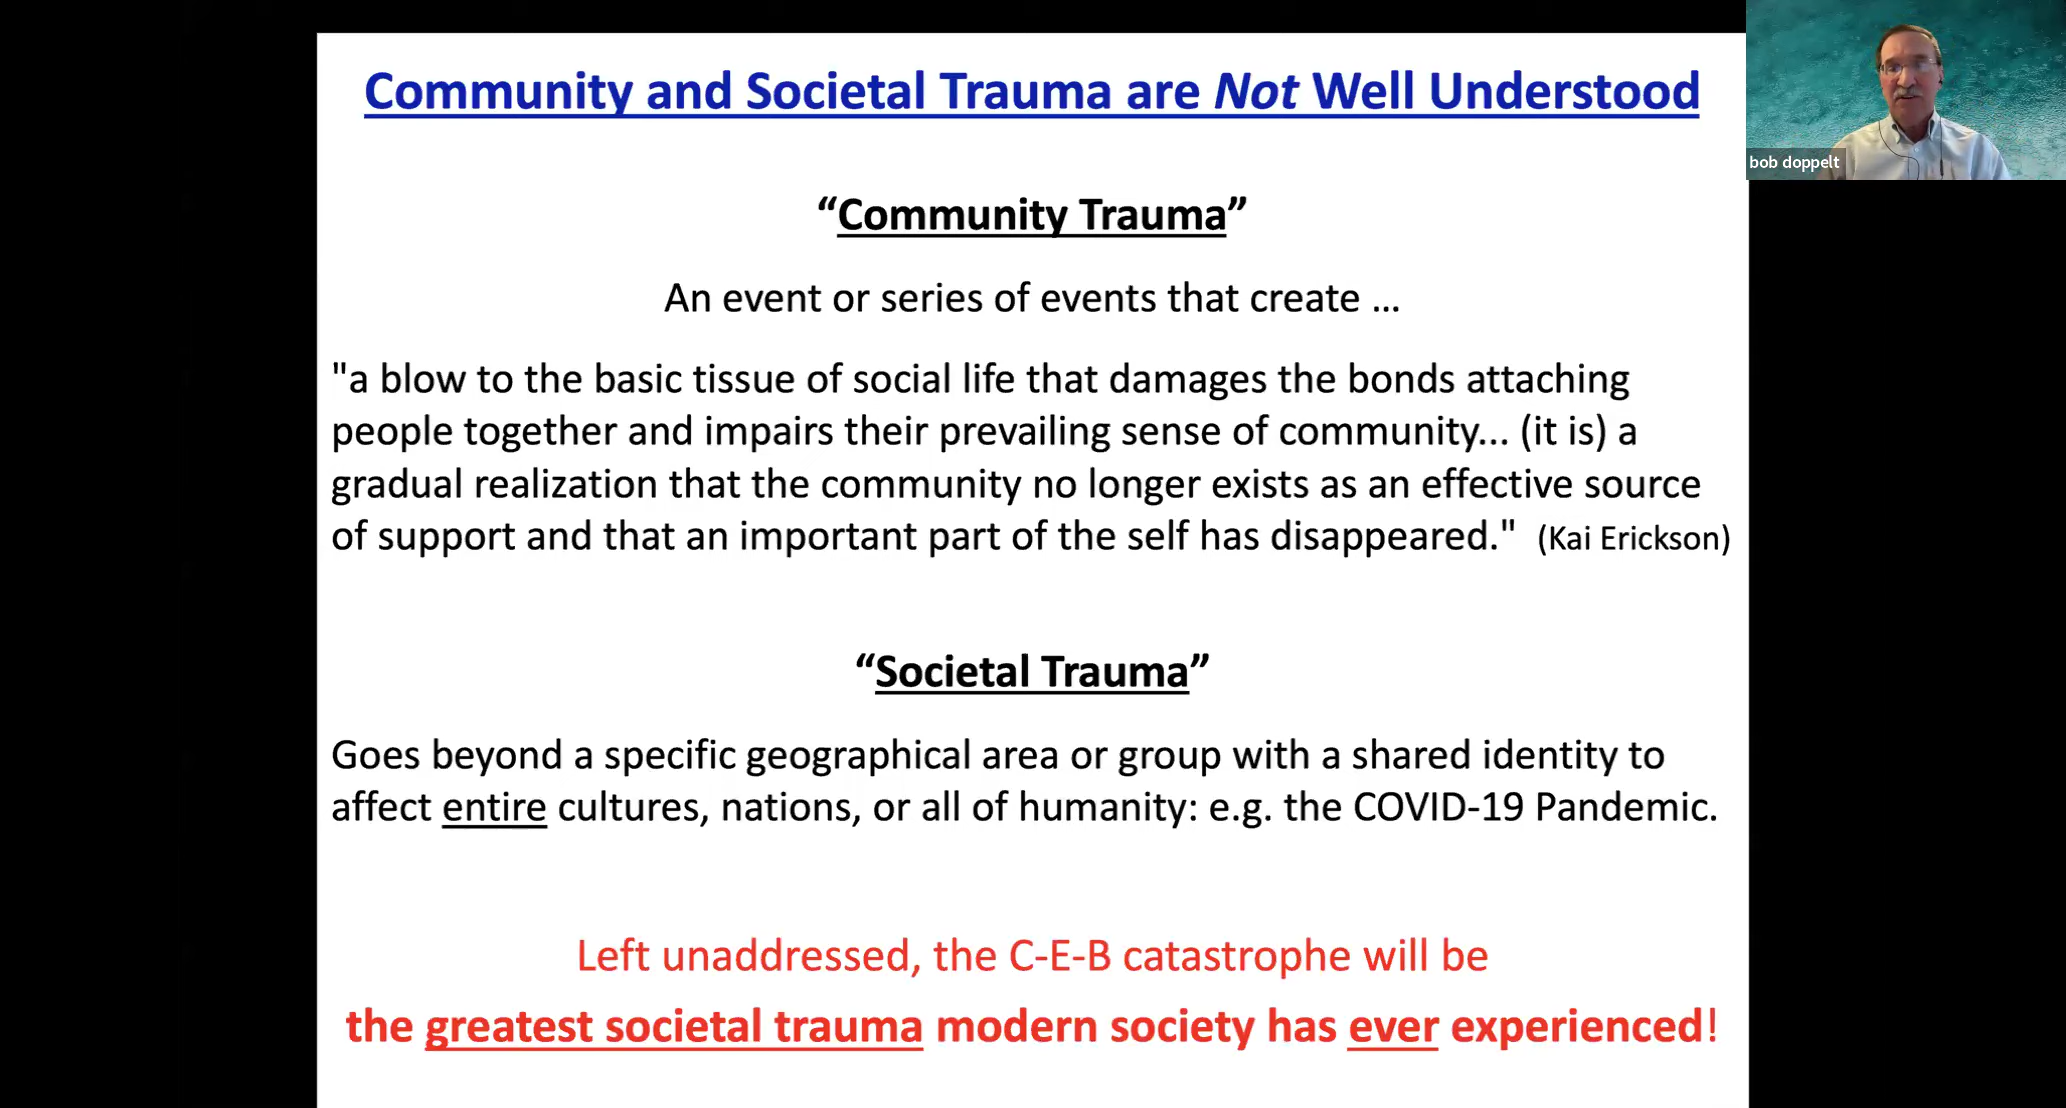 Community and Societal Trauma are Not Well Understood
bob doppelt
“Community Trauma”
An event or series of events that create ...
"a blow to the basic tissue of social life that damages the bonds attaching
people together and impairs their prevailing sense of community... (it is) a
gradual realization that the community no longer exists as an effective source
of support and that an important part of the self has disappeared." (Kai Erickson)
“Societal Trauma”
Goes beyond a specific geographical area or group with a shared identity to
affect entire cultures, nations, or all of humanity: e.g. the COVID-19 Pandemic.
Left unaddressed, the C-E-B catastrophe will be
the greatest societal trauma modern society has ever experienced!